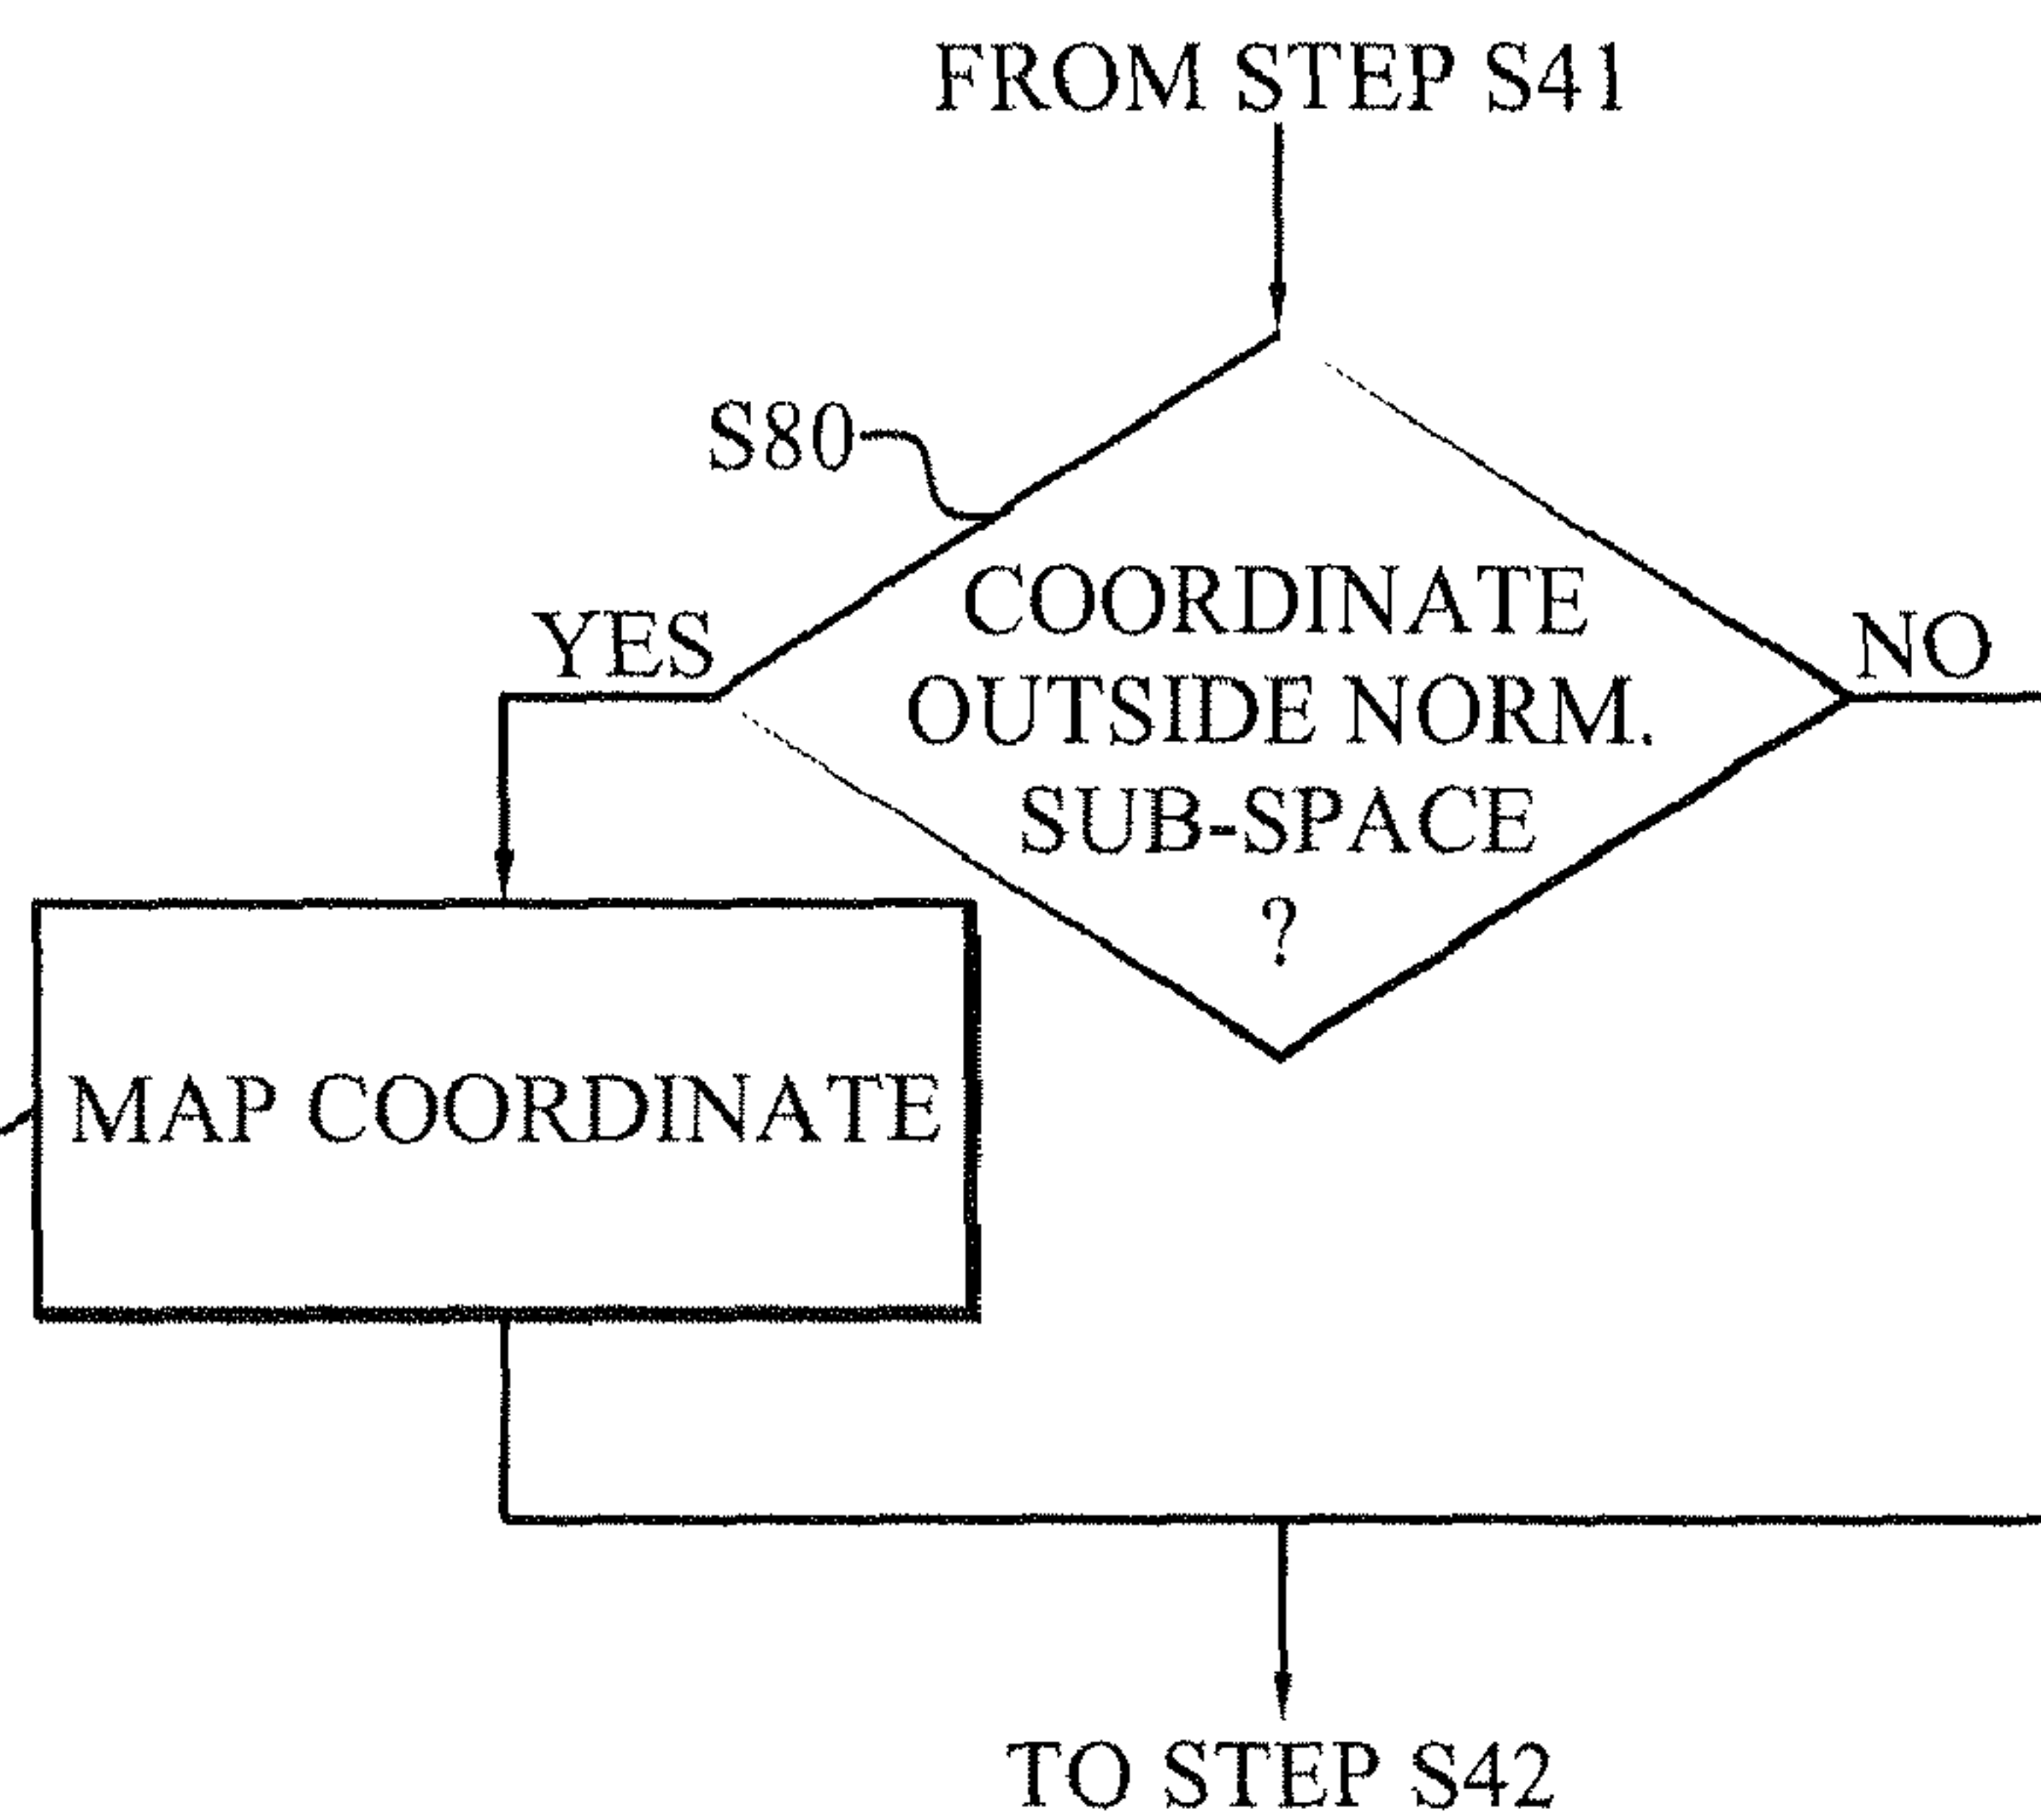 FROM STEP S41
S80
YES
NO
COORDINATE
OUTSIDE NORM.
SUB-SPACE
?
MAP COORDINATE
TO STEP S42